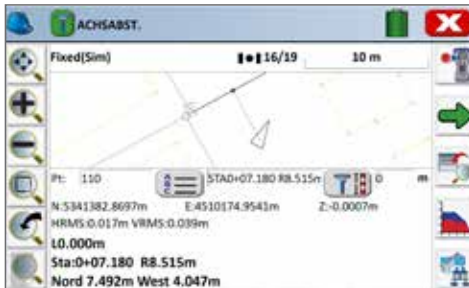 ACHSABST.
Fixed(Sim) 16/19 10 m
Pt: 110 STA0+07.180 R8.515m 0 m
N:5341382.8697m E:4510174.9541m Z:-0.0007m
HRMS:0.017m VRMS:0.039m
L0.000m
Sta:0+07.180 R8.515m
Nord 7.492m West 4.047m